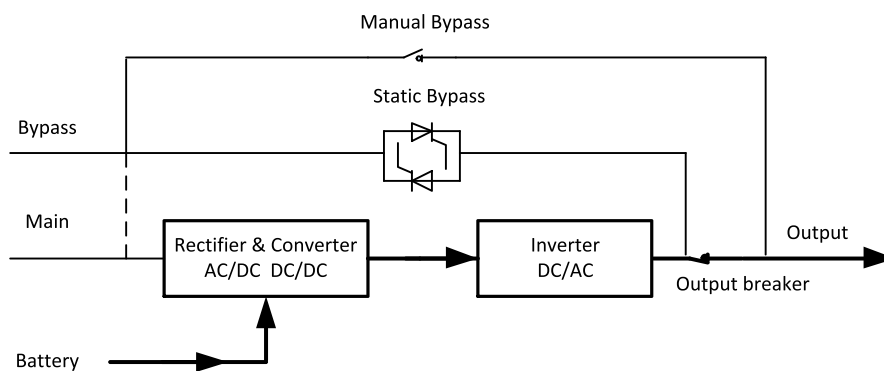 Manual Bypass
Static Bypass
Bypass
Main
Rectifier & Converter
AC/DC DC/DC
Inverter
DC/AC
Output
Output breaker
Battery